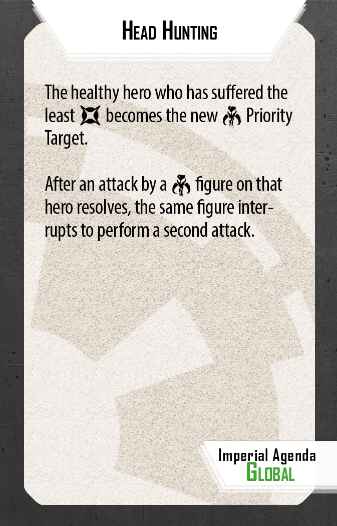 HEAD HUNTING
The healthy hero who has suffered the
least becomes the new Priority
Target.
After an attack by a figure on that
hero resolves, the same figure inter-
rupts to perform a second attack.
Imperial Agenda
GLOBAL